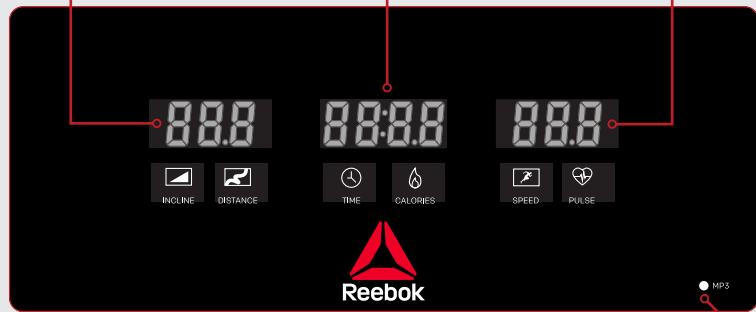 88.8 88:8.8 88.8
INCLINE DISTANCE TIME CALORIES SPEED PULSE
Reebok
MP3